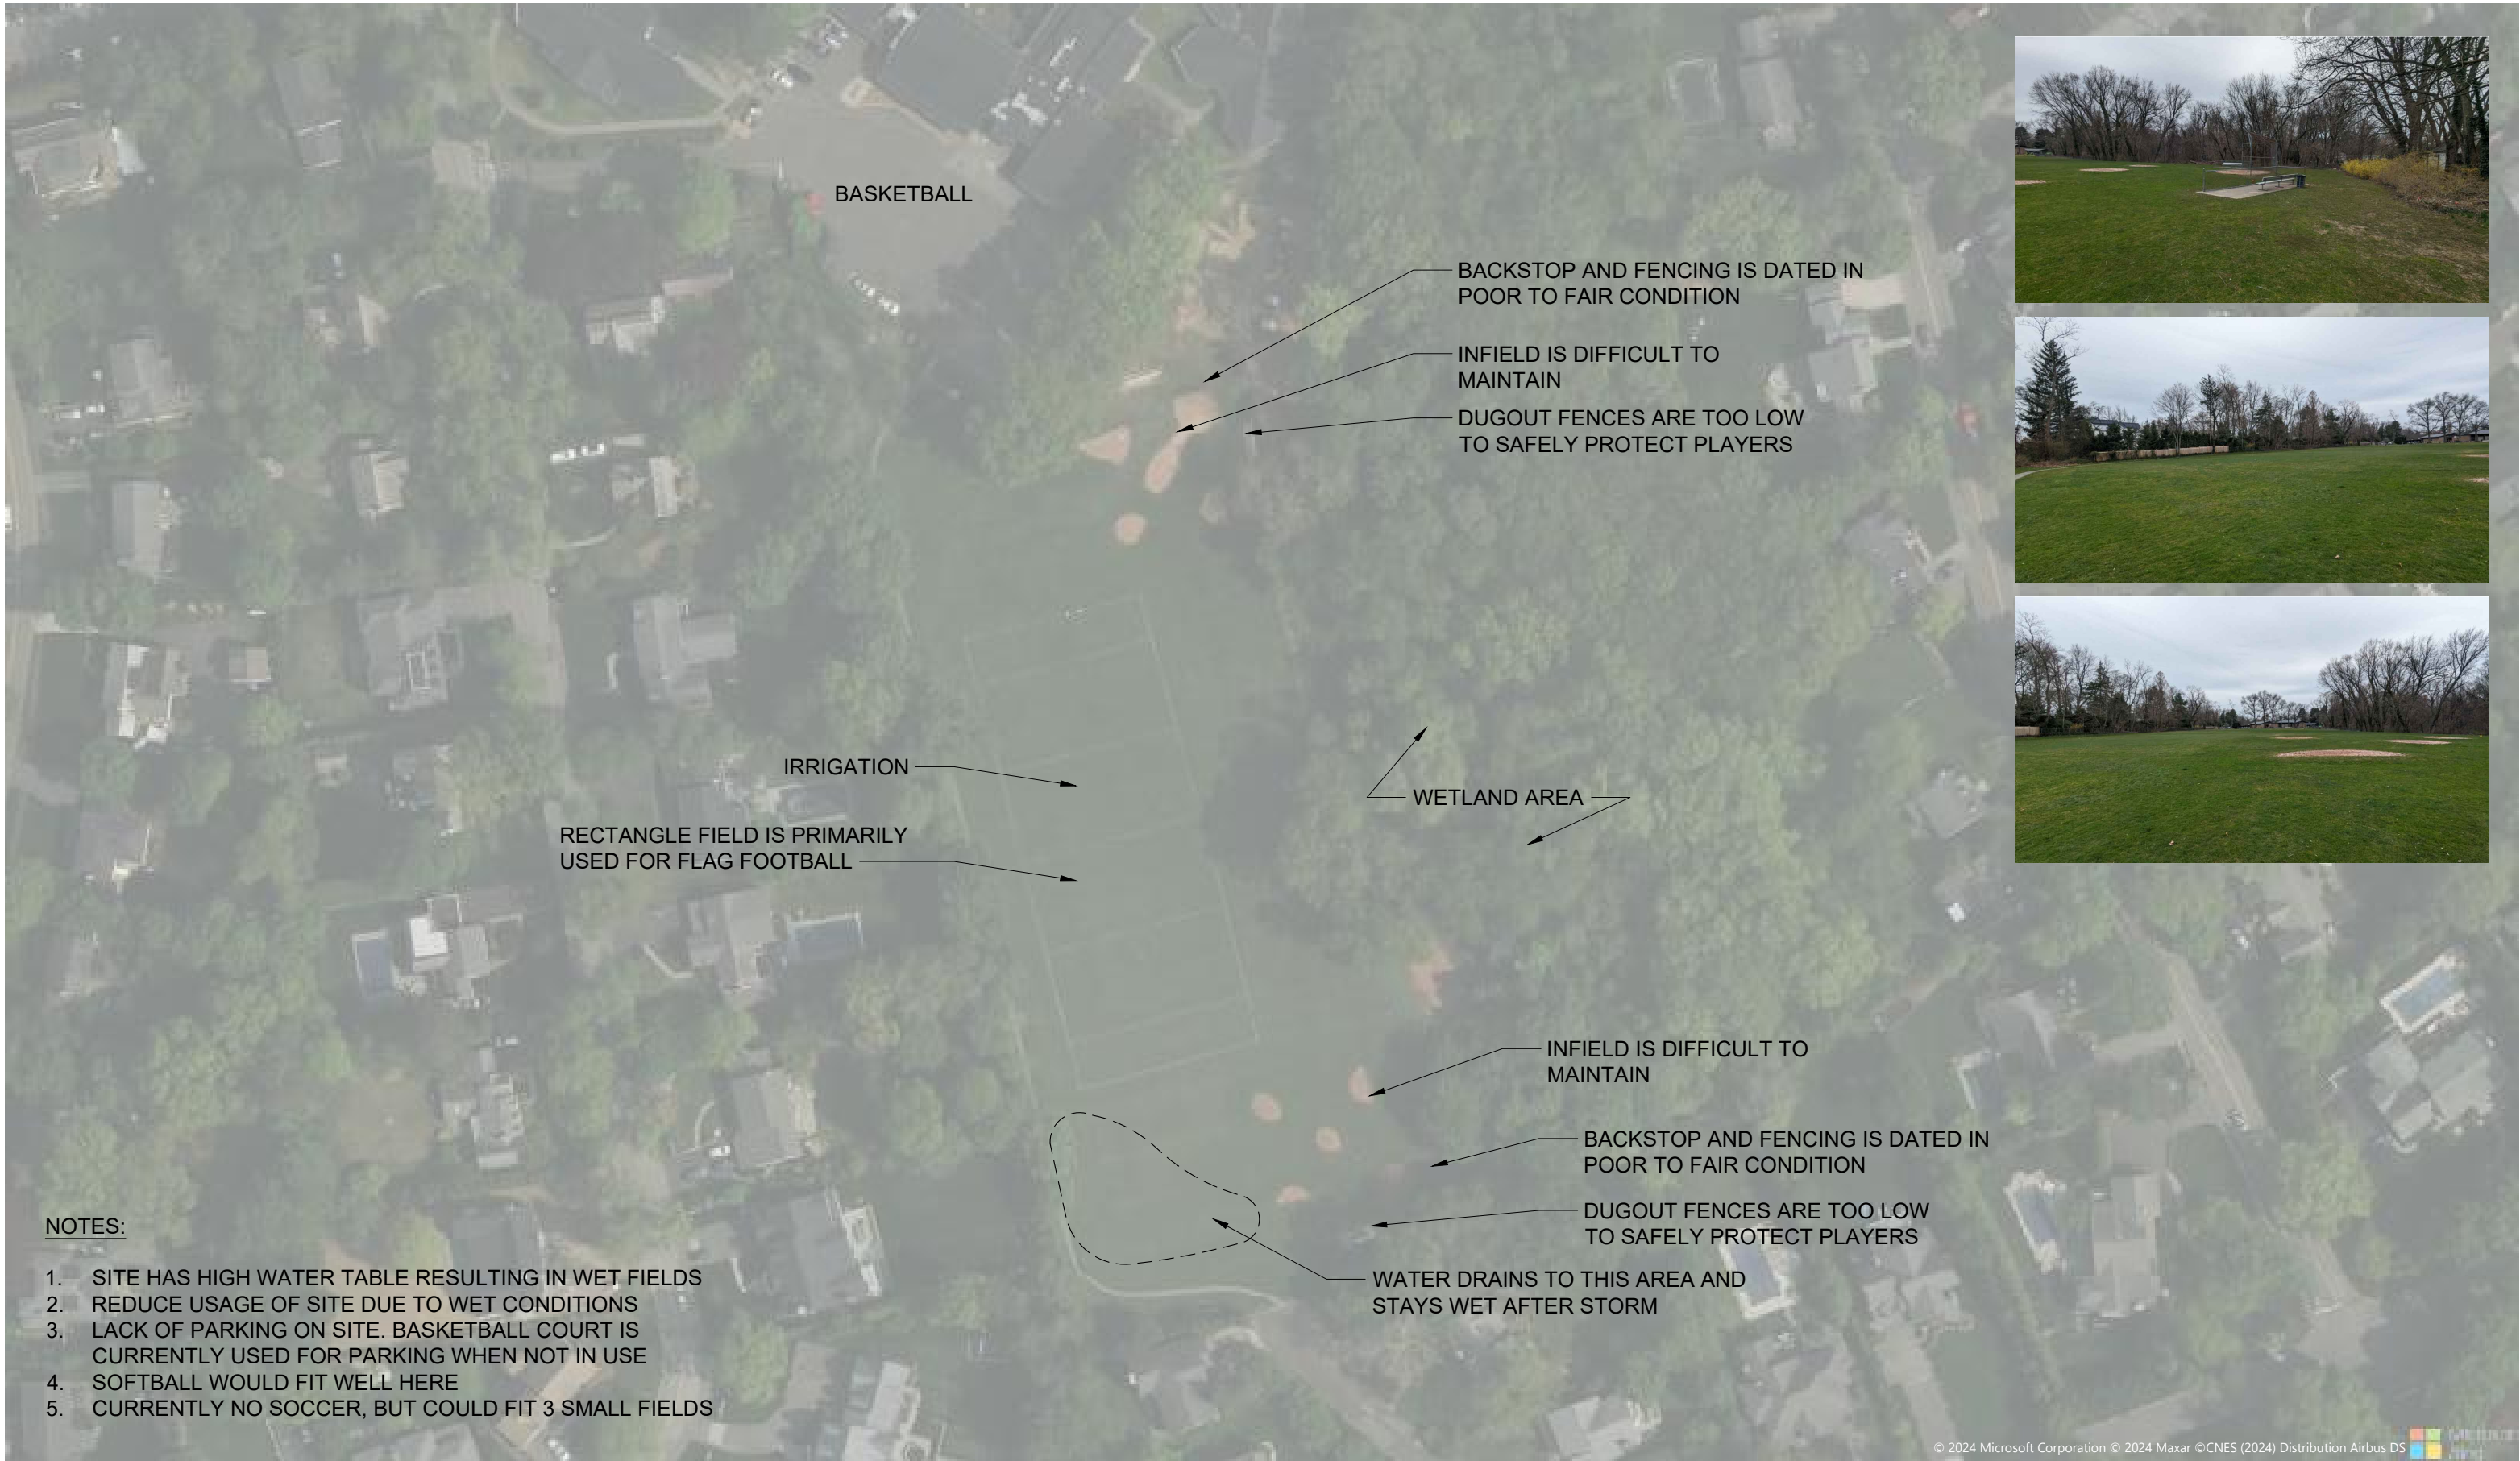 BASKETBALL
BACKSTOP AND FENCING IS DATED IN
POOR TO FAIR CONDITION
INFIELD IS DIFFICULT TO
MAINTAIN
DUGOUT FENCES ARE TOO LOW
TO SAFELY PROTECT PLAYERS
IRRIGATION
WETLAND AREA
RECTANGLE FIELD IS PRIMARILY
USED FOR FLAG FOOTBALL
INFIELD IS DIFFICULT TO
MAINTAIN
BACKSTOP AND FENCING IS DATED IN
POOR TO FAIR CONDITION
DUGOUT FENCES ARE TOO LOW
TO SAFELY PROTECT PLAYERS
WATER DRAINS TO THIS AREA AND
STAYS WET AFTER STORM
NOTES:
1. SITE HAS HIGH WATER TABLE RESULTING IN WET FIELDS
2. REDUCE USAGE OF SITE DUE TO WET CONDITIONS
3. LACK OF PARKING ON SITE. BASKETBALL COURT IS
CURRENTLY USED FOR PARKING WHEN NOT IN USE
4. SOFTBALL WOULD FIT WELL HERE
5. CURRENTLY NO SOCCER, BUT COULD FIT 3 SMALL FIELDS
© 2024 Microsoft Corporation © 2024 Maxar ©CNES (2024) Distribution Airbus DS